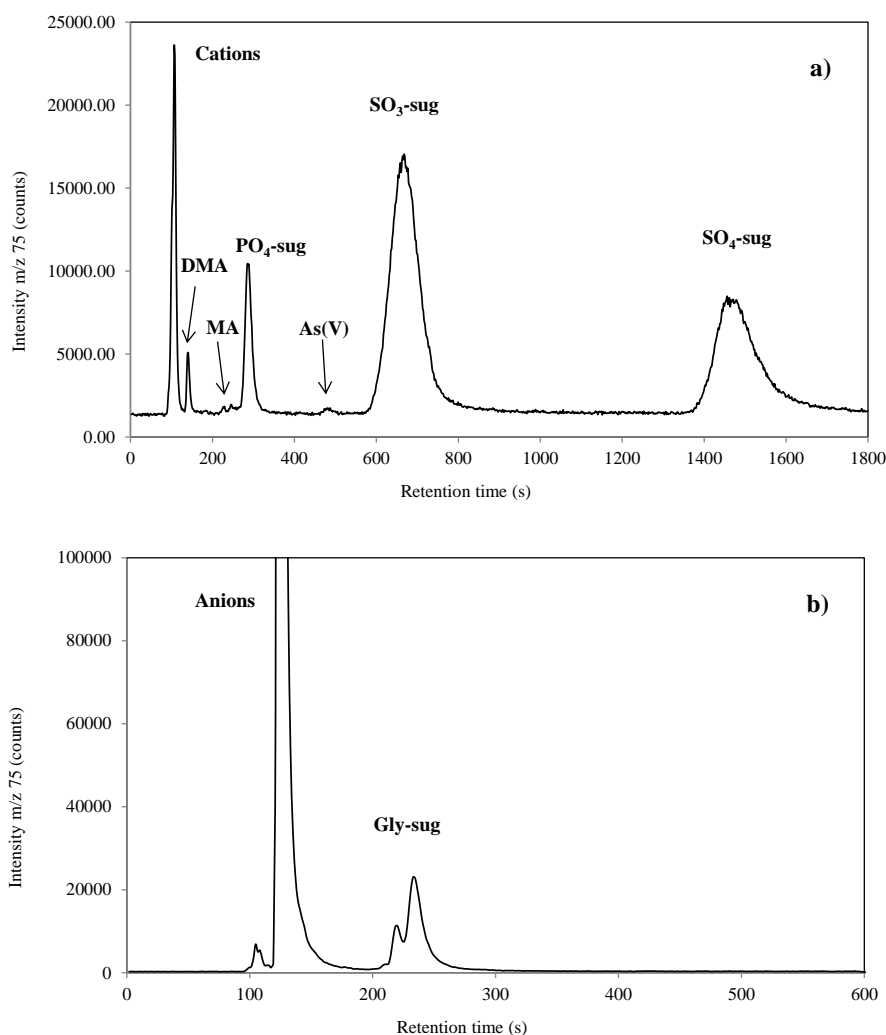 25000.00
20000.00
15000.00
10000.00
5000.00
0.00
Intensity m/z 75 (counts)
Cations
a)
SO₃-sug
SO₄-sug
PO₄-sug
DMA
MA
As(V)
0 200 400 600 800 1000 1200 1400 1600 1800
Retention time (s)
100000
80000
60000
40000
20000
0
Intensity m/z 75 (counts)
Anions
b)
Gly-sug
0 100 200 300 400 500 600
Retention time (s)